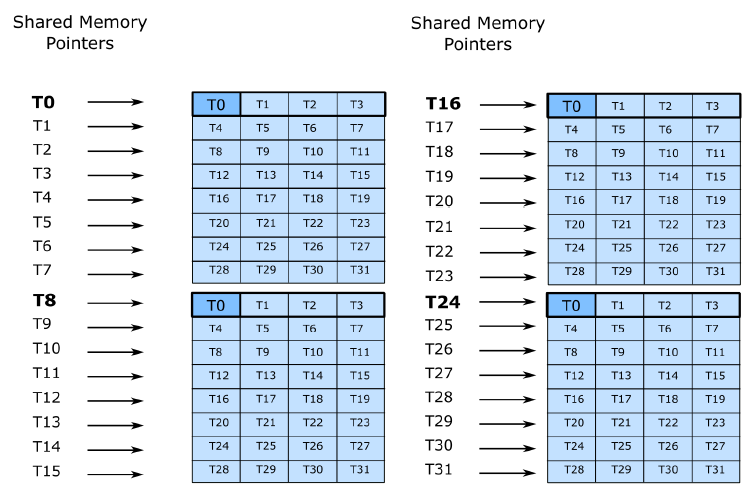 Shared Memory
Pointers
T0 T0 T1 T2 T3
T1 T4 T5 T6 T7
T2 T8 T9 T10 T11
T3 T12 T13 T14 T15
T4 T16 T17 T18 T19
T5 T20 T21 T22 T23
T6 T24 T25 T26 T27
T7 T28 T29 T30 T31
T8 T0 T1 T2 T3
T9 T4 T5 T6 T7
T10 T8 T9 T10 T11
T11 T12 T13 T14 T15
T12 T16 T17 T18 T19
T13 T20 T21 T22 T23
T14 T24 T25 T26 T27
T15 T28 T29 T30 T31
Shared Memory
Pointers
T16 T0 T1 T2 T3
T17 T4 T5 T6 T7
T18 T8 T9 T10 T11
T19 T12 T13 T14 T15
T20 T16 T17 T18 T19
T21 T20 T21 T22 T23
T22 T24 T25 T26 T27
T23 T28 T29 T30 T31
T24 T0 T1 T2 T3
T25 T4 T5 T6 T7
T26 T8 T9 T10 T11
T27 T12 T13 T14 T15
T28 T16 T17 T18 T19
T29 T20 T21 T22 T23
T30 T24 T25 T26 T27
T31 T28 T29 T30 T31